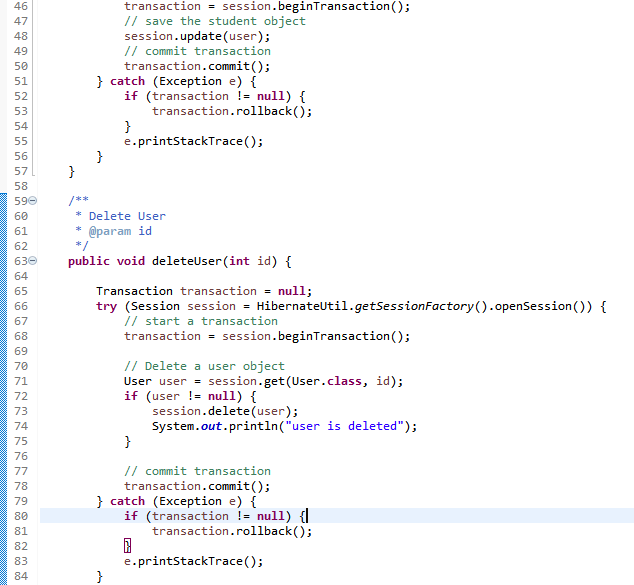 46 transaction = session.beginTransaction();
47 // save the student object
48 session.update(user);
49 // commit transaction
50 transaction.commit();
51 } catch (Exception e) {
52 if (transaction != null) {
53 transaction.rollback();
54 }
55 e.printStackTrace();
56 }
57 }
58
59 /**
60 * Delete User
61 * @param id
62 */
63 public void deleteUser(int id) {
64
65 Transaction transaction = null;
66 try (Session session = HibernateUtil.getSessionFactory().openSession()) {
67 // start a transaction
68 transaction = session.beginTransaction();
69
70 // Delete a user object
71 User user = session.get(User.class, id);
72 if (user != null) {
73 session.delete(user);
74 System.out.println("user is deleted");
75 }
76
77 // commit transaction
78 transaction.commit();
79 } catch (Exception e) {
80 if (transaction != null) {
81 transaction.rollback();
82 }
83 e.printStackTrace();
84 }